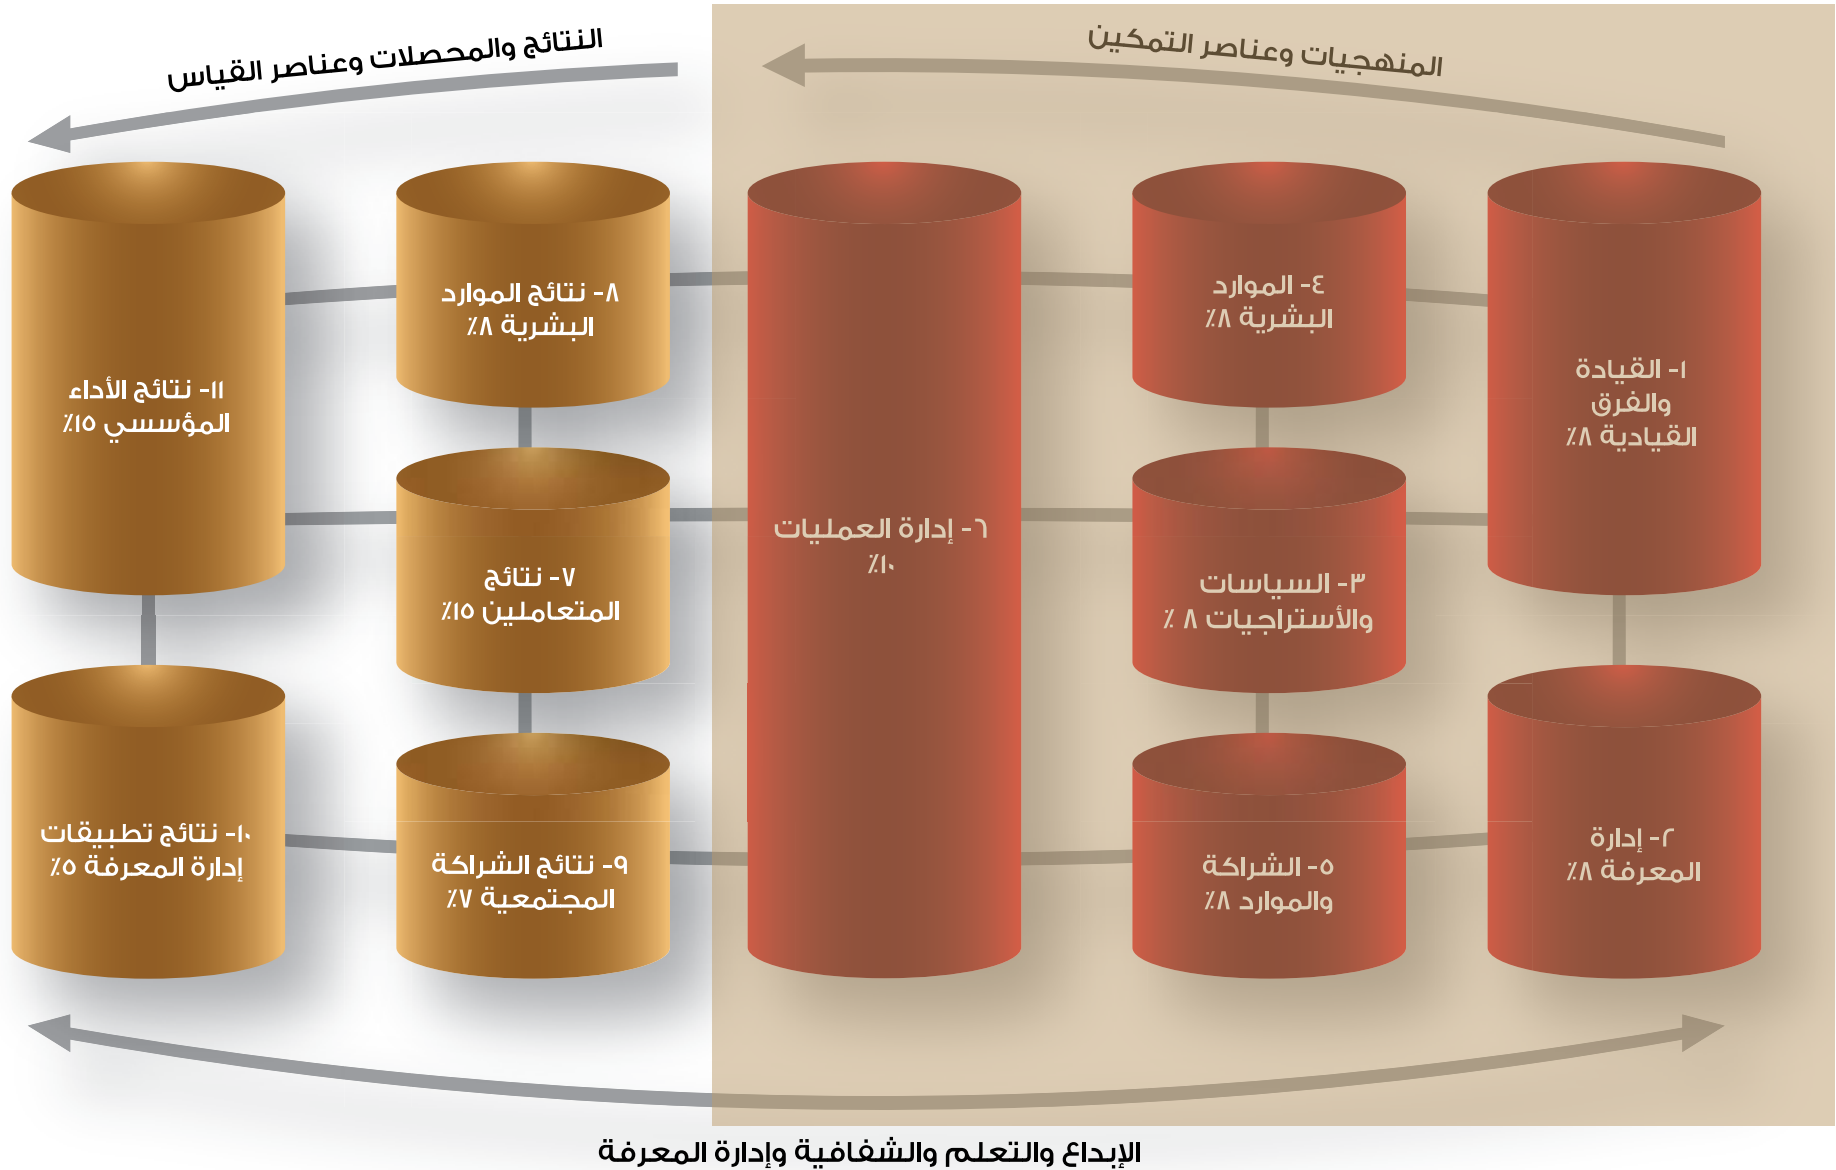 المنهجيات وعناصر التمكين
النتائج والمحصلات وعناصر القياس
١- القيادة
والفرق
القيادية ٨٪
٢- إدارة
المعرفة ٨٪
٤- الموارد
البشرية ٨٪
٣- السياسات
والأستراجيات ٨ ٪
٥- الشراكة
والموارد ٨٪
٦- إدارة العمليات
١٠٪
٨- نتائج الموارد
البشرية ٨٪
٧- نتائج
المتعاملين ١٥٪
٩- نتائج الشراكة
المجتمعية ٧٪
١١- نتائج الأداء
المؤسسي ١٥٪
١٠- نتائج تطبيقات
إدارة المعرفة ٥٪
الإبداع والتعلم والشفافية وإدارة المعرفة